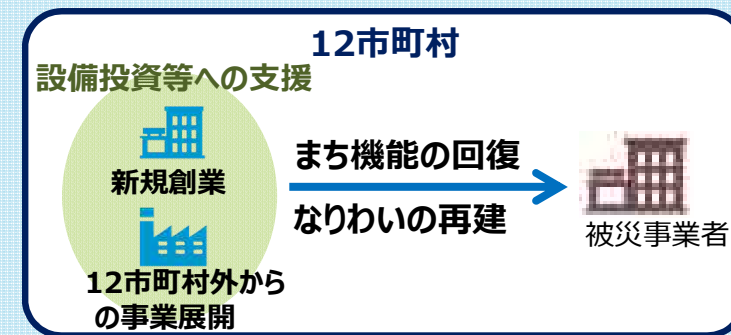 12市町村
設備投資等への支援
新規創業
12市町村外から
の事業展開
まち機能の回復
なりわいの再建
被災事業者